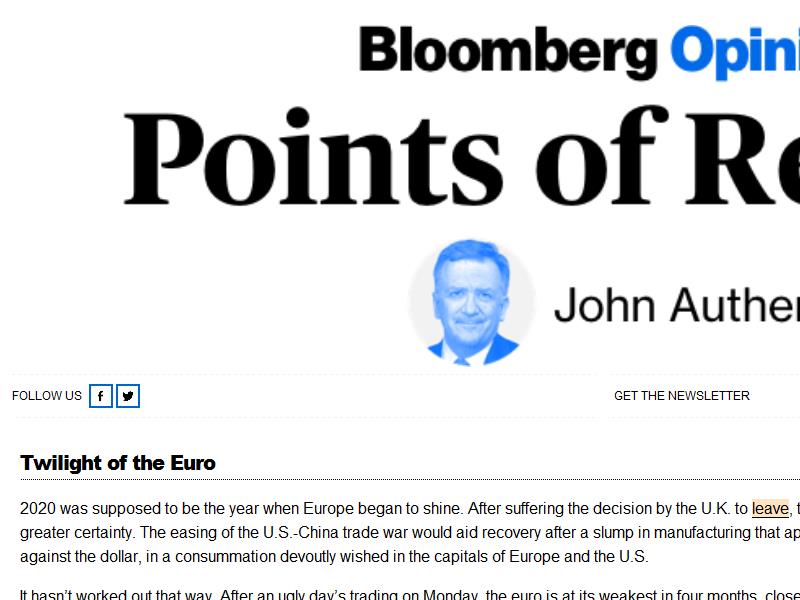 Bloomberg Opini
Points of Re
John Auther
FOLLOW US
GET THE NEWSLETTER
Twilight of the Euro
2020 was supposed to be the year when Europe began to shine. After suffering the decision by the U.K. to leave, t
greater certainty. The easing of the U.S.-China trade war would aid recovery after a slump in manufacturing that ap
against the dollar, in a consummation devoutly wished in the capitals of Europe and the U.S.
It hasn't worked out that way. After an ugly day's trading on Monday, the euro is at its weakest in four months, close